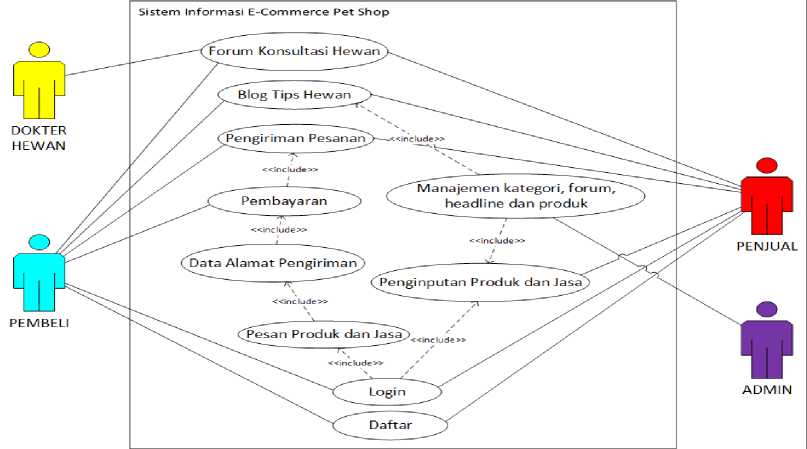 Sistem Informasi E-Commerce Pet Shop
Forum Konsultasi Hewan
Blog Tips Hewan
DOKTER
HEWAN
Pengiriman Pesanan
<<include>>
<<include>>
Manajemen kategori, forum,
headline dan produk
Pembayaran
<<include>>
<<include>>
PENJUAL
Data Alamat Pengiriman
Penginputan Produk dan Jasa
<<include>>
PEMBELI
Pesan Produk dan Jasa
<<include>>
<<include>>
Login
ADMIN
Daftar